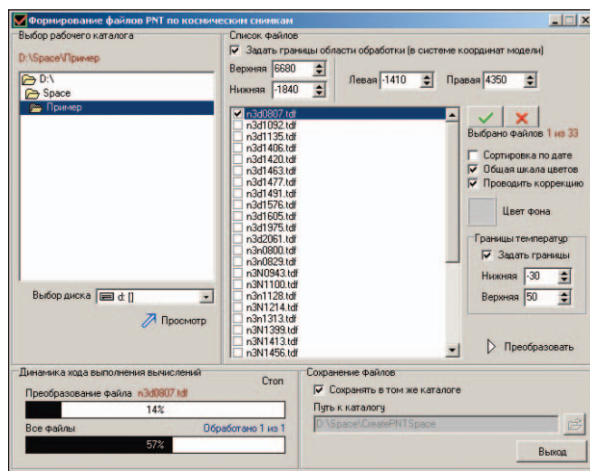 Формирование файлов PNT по космическим снимкам
Выбор рабочего каталога
D:\Space\Пример
D:\
Space
Пример
Выбор диска d: []
Просмотр
Список файлов
Задать границы области обработки (в системе координат модели)
Верхняя 6680
Нижняя -1840
Левая -1410 Правая 4350
n3d0807.tdf
n3d1092.tdf
n3d1135.tdf
n3d1406.tdf
n3d1420.tdf
n3d1463.tdf
n3d1477.tdf
n3d1491.tdf
n3d1576.tdf
n3d1605.tdf
n3d1975.tdf
n3d2061.tdf
n3n0800.tdf
n3n0829.tdf
n3N0943.tdf
n3N1100.tdf
n3n1128.tdf
n3N1214.tdf
n3n1313.tdf
n3N1399.tdf
n3N1413.tdf
n3N1456.tdf
Выбрано файлов 1 из 33
Сортировка по дате
Общая шкала цветов
Проводить коррекцию
Цвет фона
Границы температур
Задать границы
Нижняя -30
Верхняя 50
Преобразовать
Динамика хода выполнения вычислений
Стоп
Преобразование файла n3d0807.tdf
14%
Все файлы Обработано 1 из 1
57%
Сохранение файлов
Сохранять в том же каталоге
Путь к каталогу
D:\Space\CreatePNTSpace
Выход